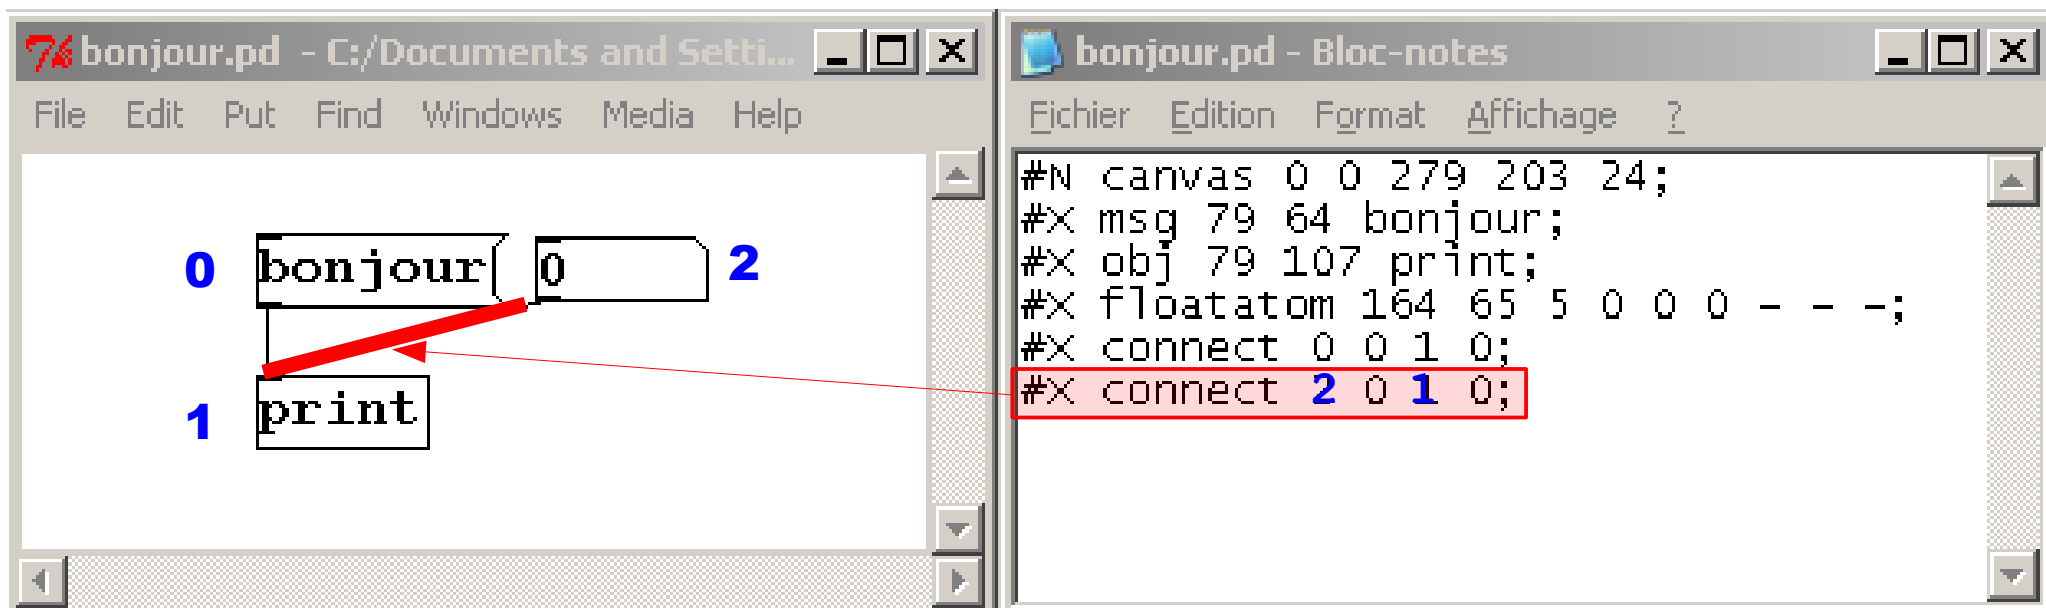 bonjour.pd - C:/Documents and Setti...
File Edit Put Find Windows Media Help
0 bonjour 0 2
1 print
bonjour.pd - Bloc-notes
Fichier Edition Format Affichage ?
#N canvas 0 0 279 203 24;
#X msg 79 64 bonjour;
#X obj 79 107 print;
#X floatatom 164 65 5 0 0 0 - - -;
#X connect 0 0 1 0;
#X connect 2 0 1 0;